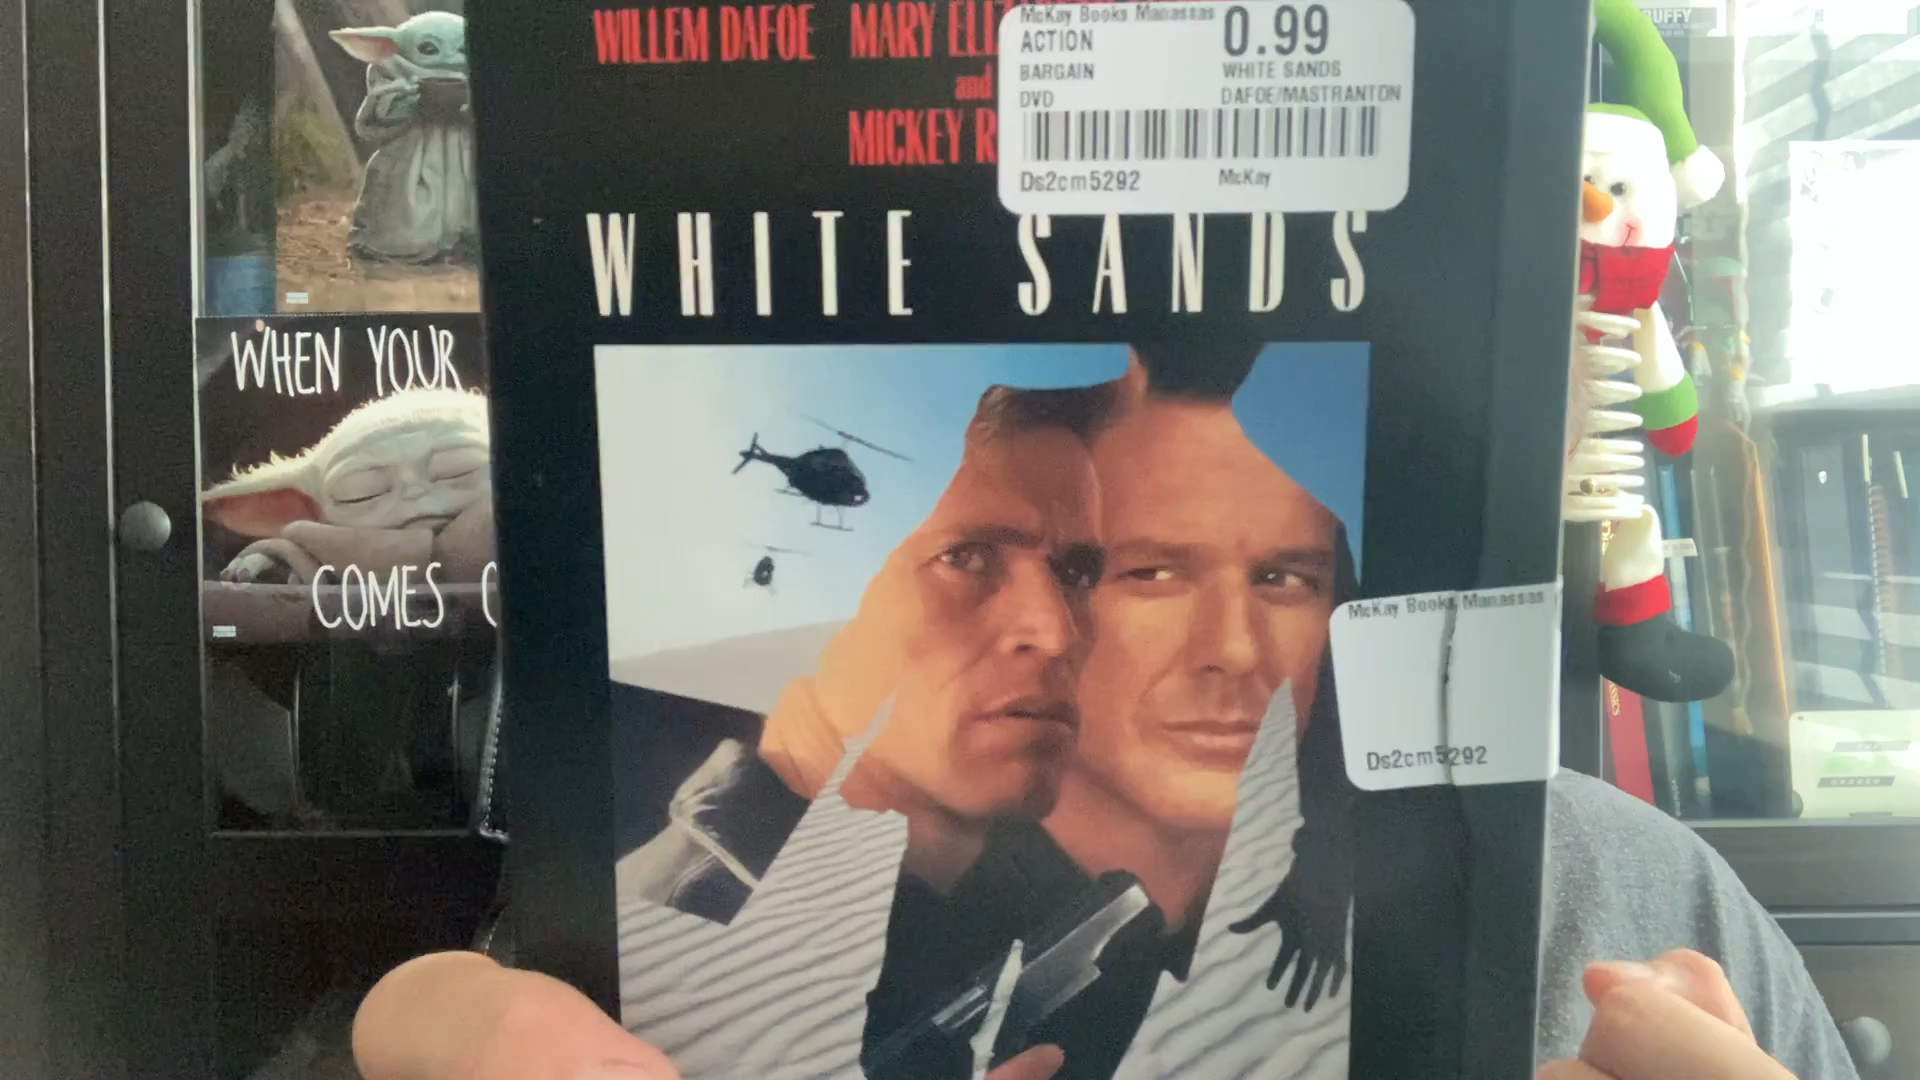 WILLEM DAFOE MARY
and
MICKEY
McKay Books Manassas
ACTION 0.99
BARGAIN WHITE SANDS
DVD DAFOE/MASTRANTON
Ds2cm5292 McKay
WHITE SANDS
McKay Books Manassas
Ds2cm5292
WHEN YOUR
COMES